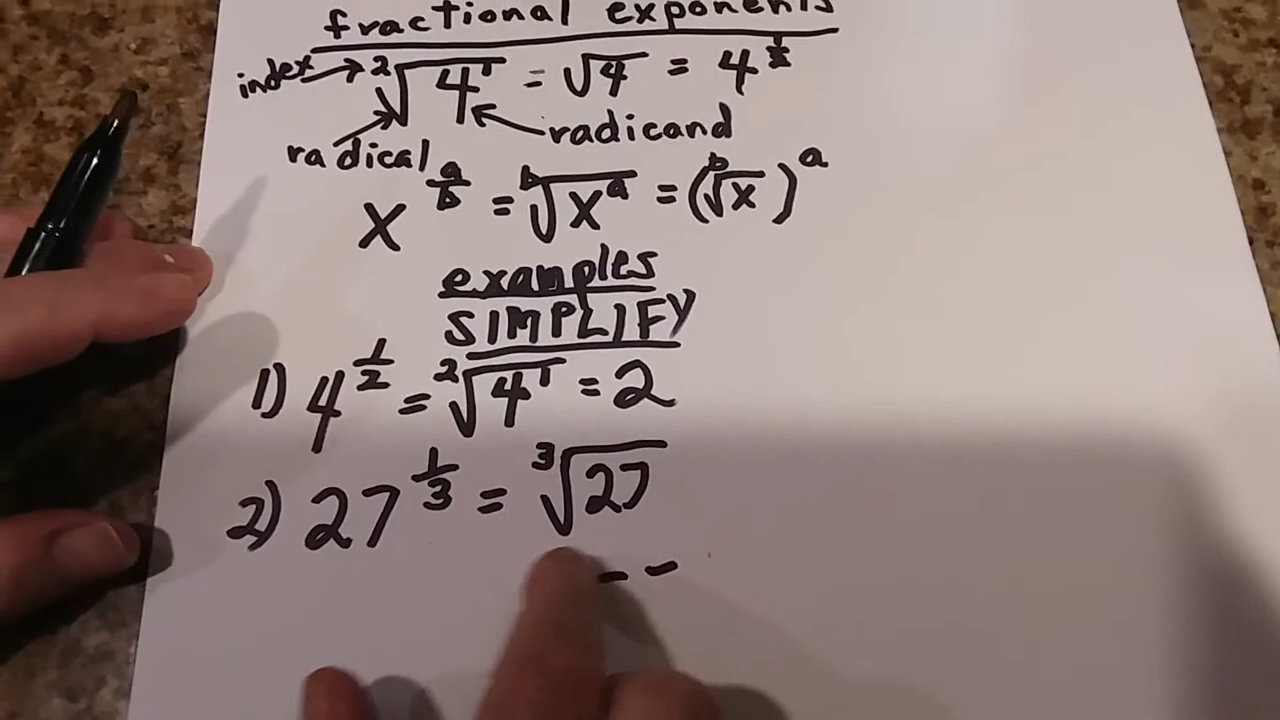 fractional exponents
index → ²√4¹ = √4 = 4^(1/2)
radical radicand
x^(a/b) = ᵇ√xᵃ = (ᵇ√x)ᵃ
examples
SIMPLIFY
1) 4^(1/2) = ²√4¹ = 2
2) 27^(1/3) = ³√27
_ _